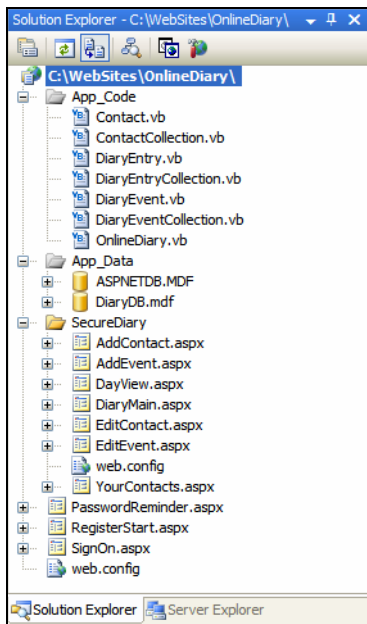 Solution Explorer - C:\WebSites\OnlineDiary\
C:\WebSites\OnlineDiary\
App_Code
Contact.vb
ContactCollection.vb
DiaryEntry.vb
DiaryEntryCollection.vb
DiaryEvent.vb
DiaryEventCollection.vb
OnlineDiary.vb
App_Data
ASPNETDB.MDF
DiaryDB.mdf
SecureDiary
AddContact.aspx
AddEvent.aspx
DayView.aspx
DiaryMain.aspx
EditContact.aspx
EditEvent.aspx
web.config
YourContacts.aspx
PasswordReminder.aspx
RegisterStart.aspx
SignOn.aspx
web.config
Solution Explorer Server Explorer